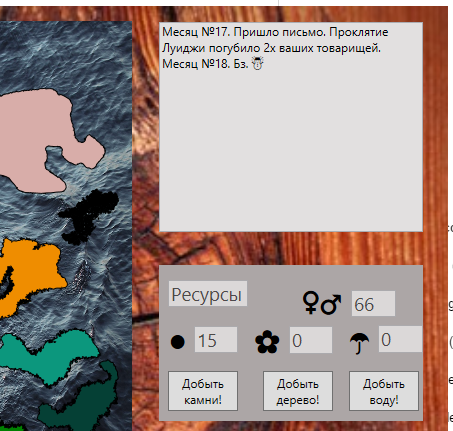 Месяц №17. Пришло письмо. Проклятие
Луиджи погубило 2х ваших товарищей.
Месяц №18. Бз. ☃
Ресурсы
♀♂ 66
● 15 ✿ 0 ☂ 0
Добыть камни!
Добыть дерево!
Добыть воду!